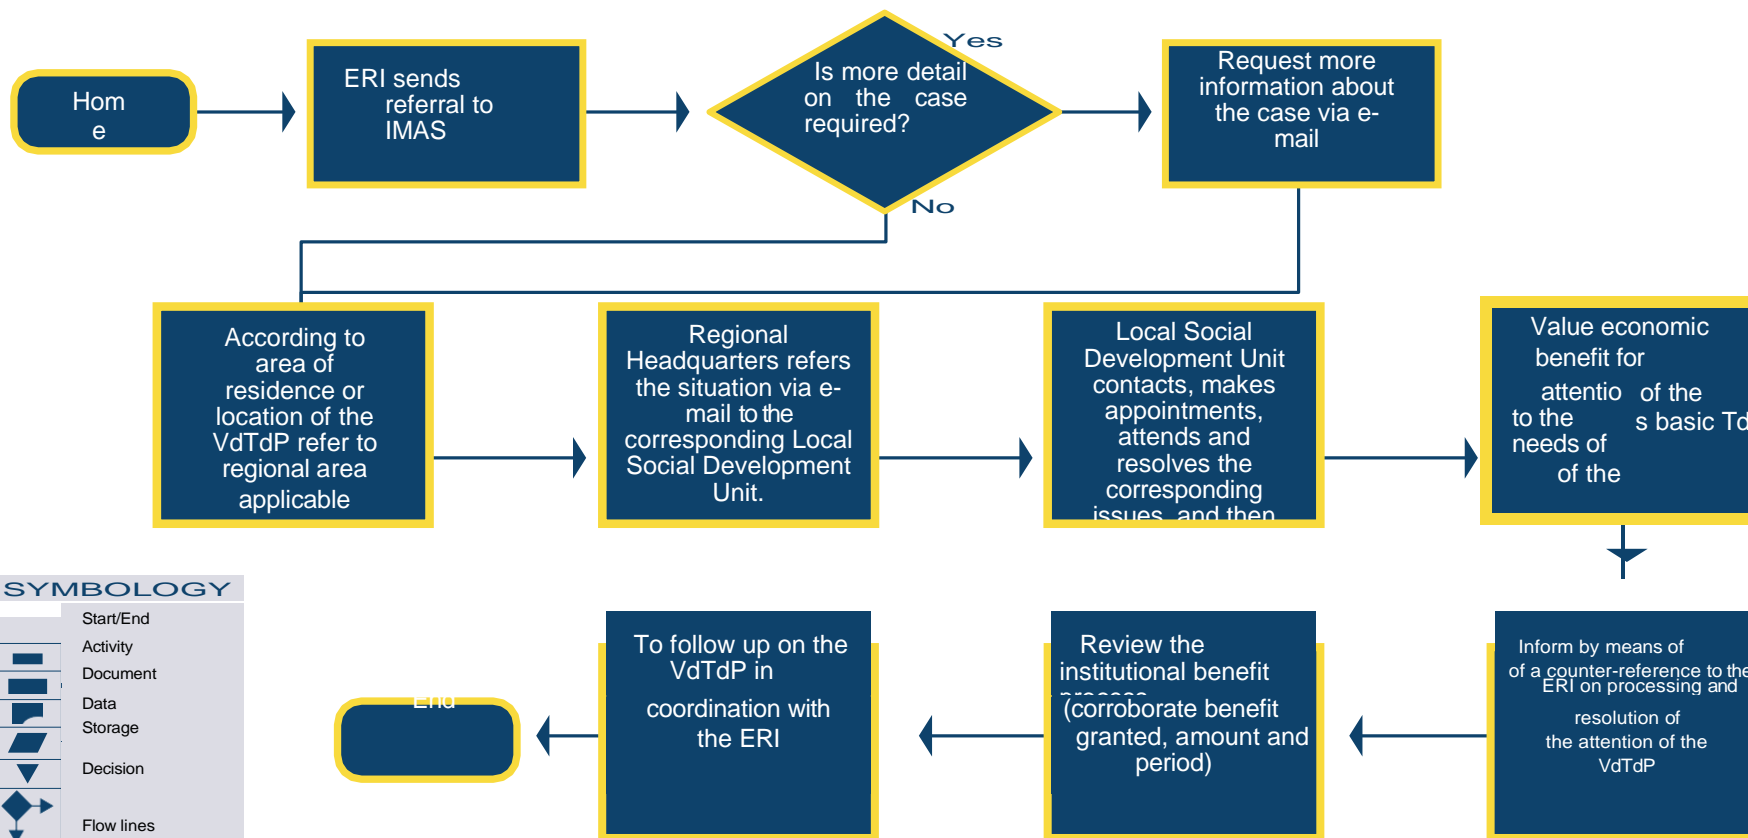 Hom
e
ERI sends
referral to
IMAS
Yes
Is more detail
on the case
required?
No
Request more
information about
the case via e-
mail
According to
area of
residence or
location of the
VdTdP refer to
regional area
applicable
Regional
Headquarters refers
the situation via e-
mail to the
corresponding Local
Social Development
Unit.
Local Social
Development Unit
contacts, makes
appointments,
attends and
resolves the
corresponding
issues, and then
Value economic
benefit for
attentio of the
to the s basic Td
needs of
of the
Inform by means of
of a counter-reference to the
ERI on processing and
resolution of
the attention of the
VdTdP
Review the
institutional benefit
process
(corroborate benefit
granted, amount and
period)
To follow up on the
VdTdP in
coordination with
the ERI
End
SYMBOLOGY
Start/End
Activity
Document
Data
Storage
Decision
Flow lines